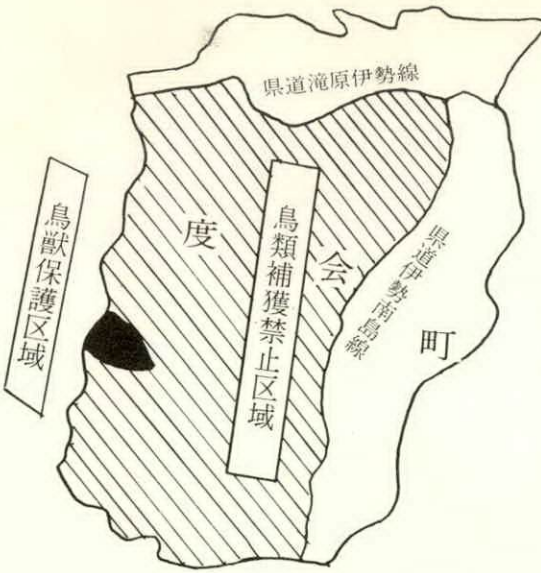 県道滝原伊勢線
度会町
県道伊勢南島線
鳥類補獲禁止区域
鳥獣保護区域